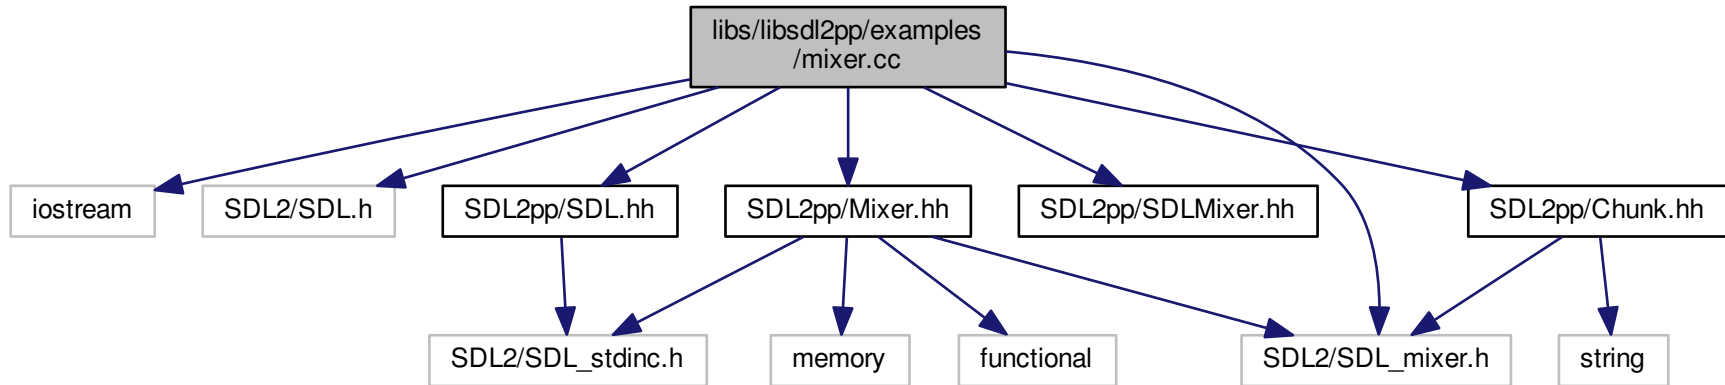 libs/libsdl2pp/examples
/mixer.cc
iostream
SDL2/SDL.h
SDL2pp/SDL.hh
SDL2pp/Mixer.hh
SDL2pp/SDLMixer.hh
SDL2pp/Chunk.hh
SDL2/SDL_stdinc.h
memory
functional
SDL2/SDL_mixer.h
string